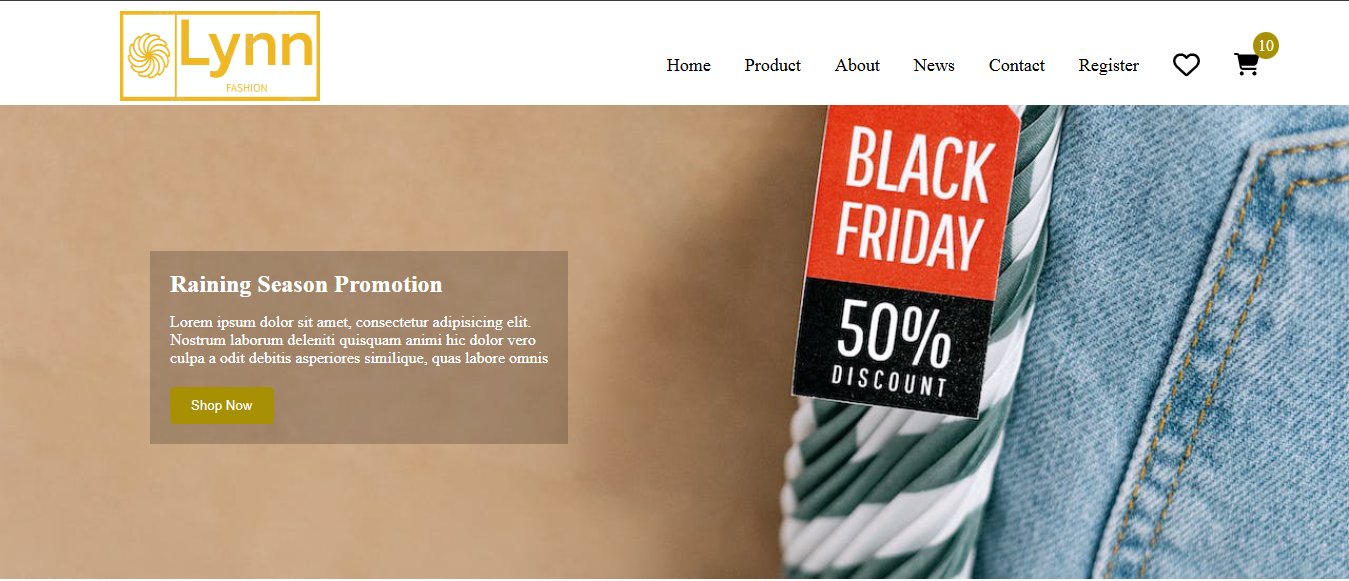 Lynn
FASHION
Home Product About News Contact Register 10
BLACK
FRIDAY
50%
DISCOUNT
Raining Season Promotion
Lorem ipsum dolor sit amet, consectetur adipisicing elit.
Nostrum laborum deleniti quisquam animi hic dolor vero
culpa a odit debitis asperiores similique, quas labore omnis
Shop Now